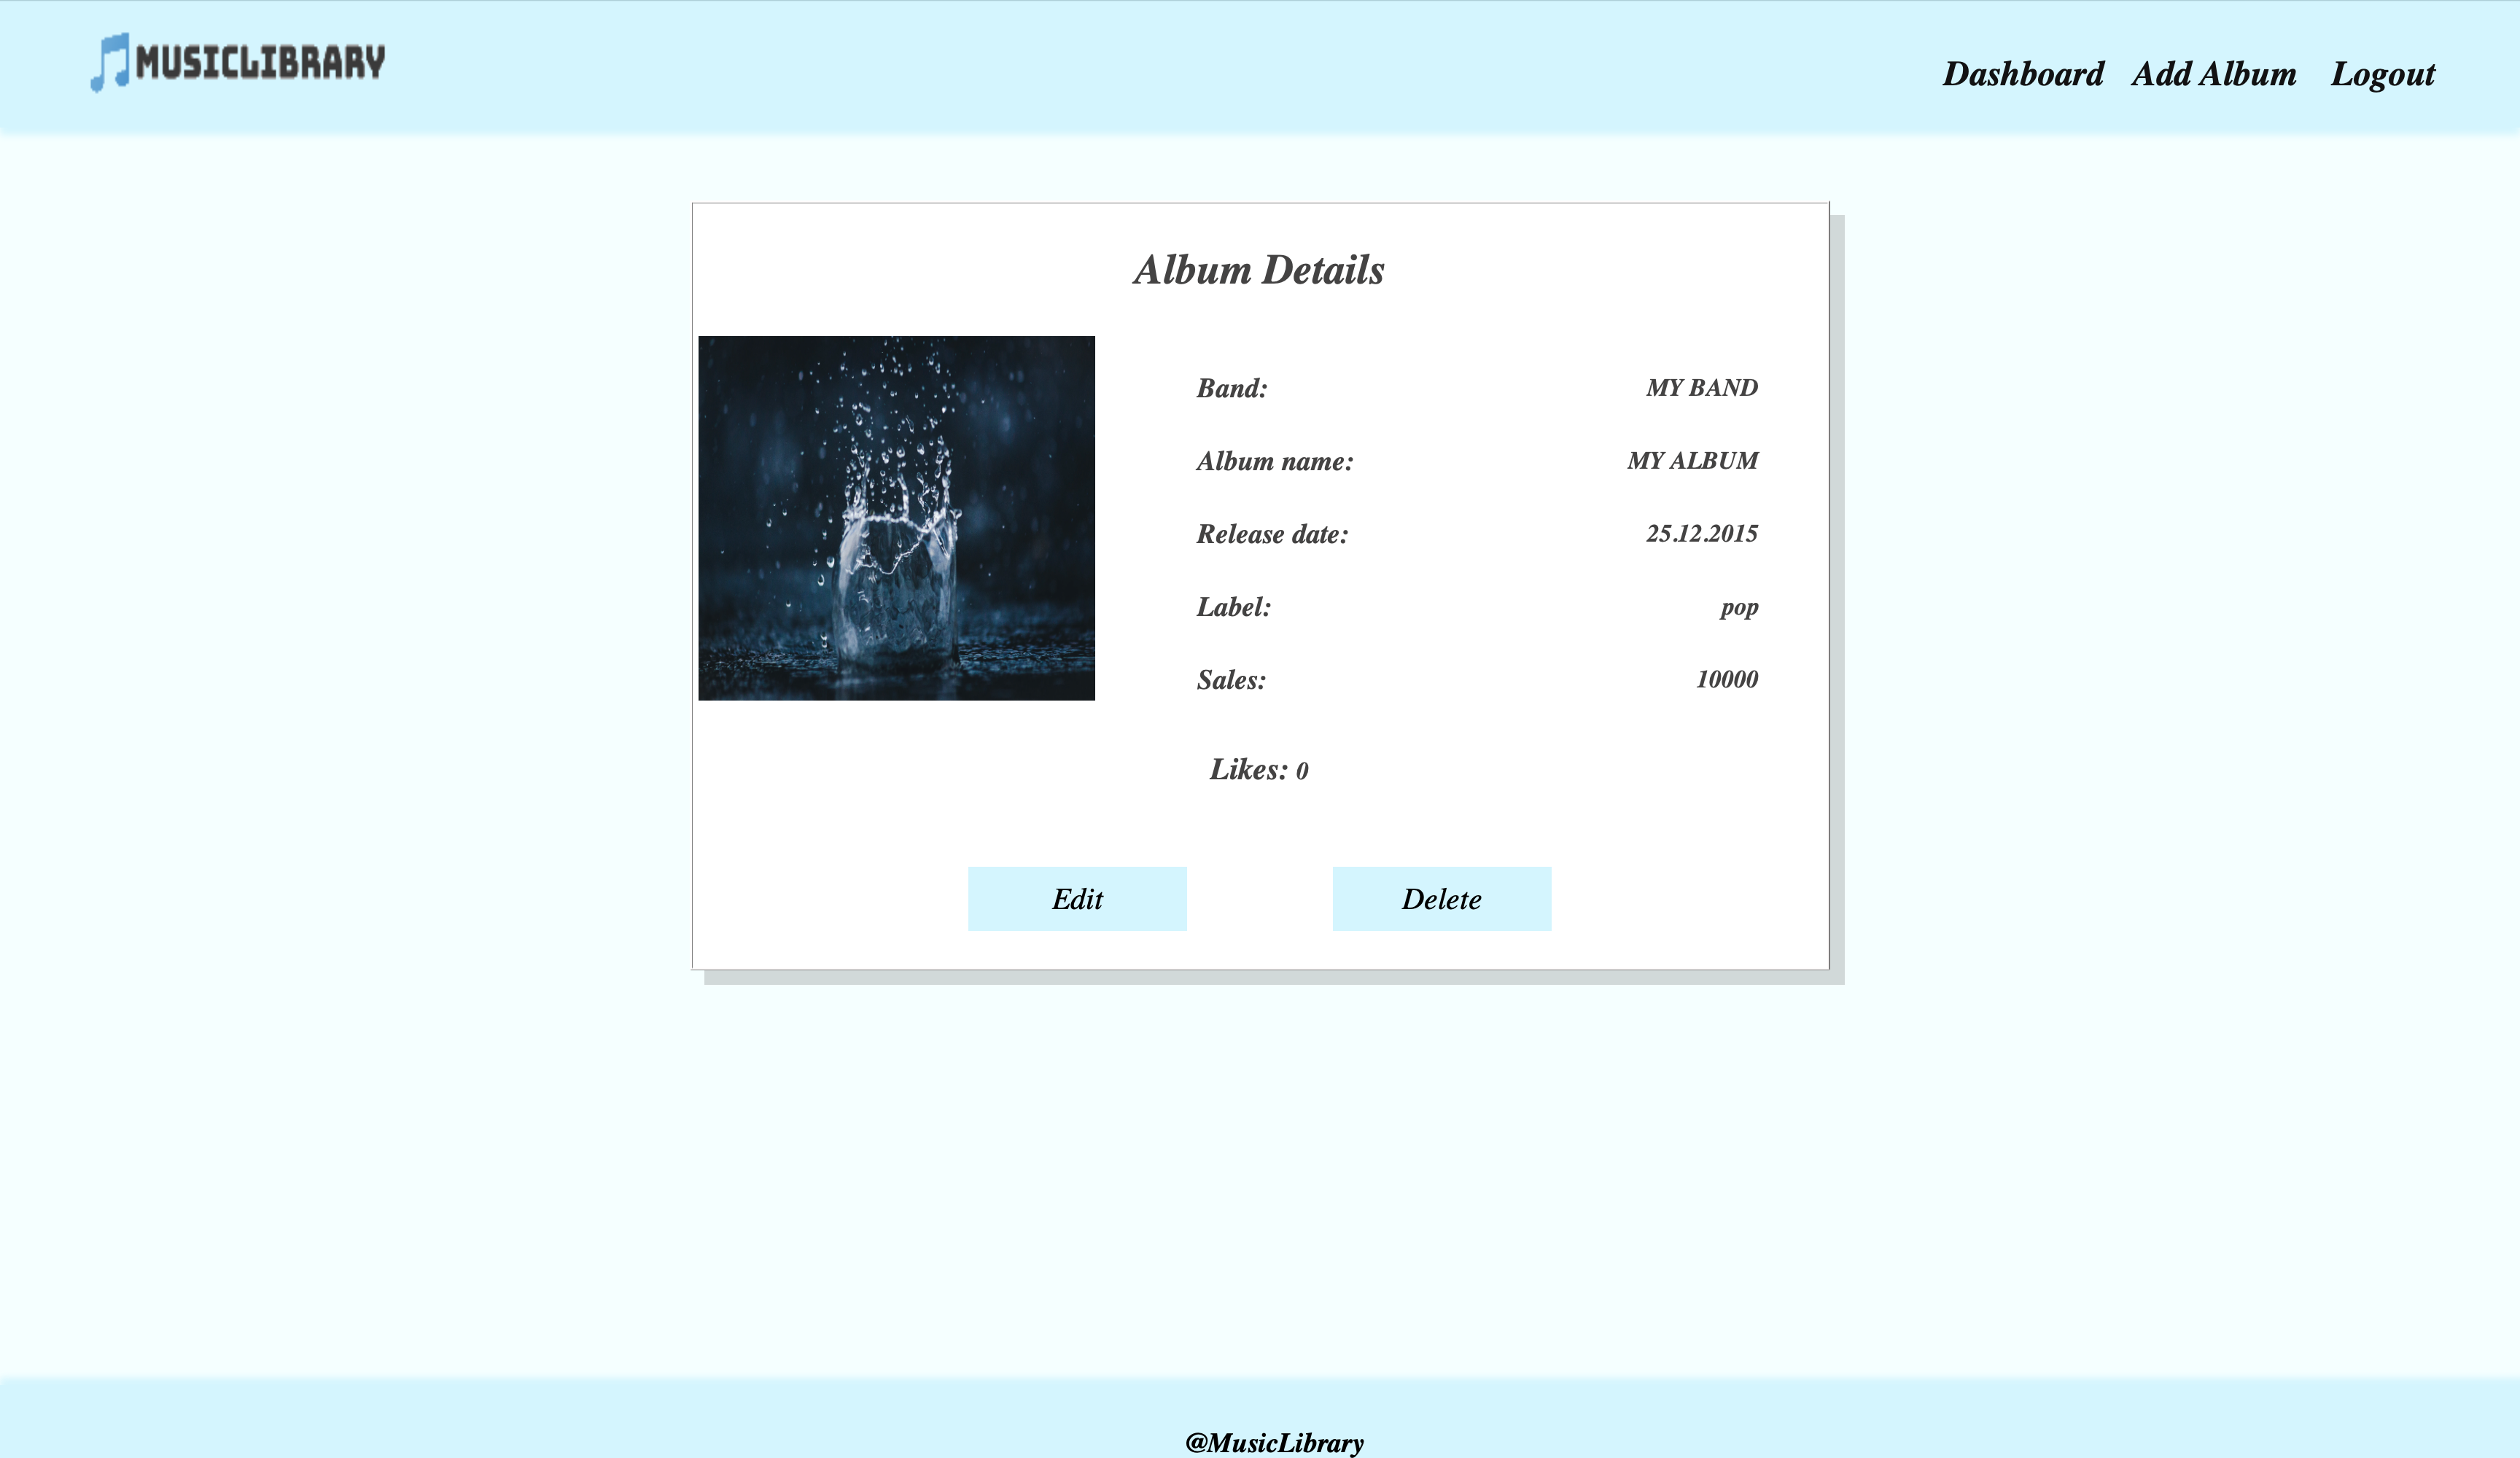 MUSICLIBRARY
Dashboard Add Album Logout
Album Details
Band: MY BAND
Album name: MY ALBUM
Release date: 25.12.2015
Label: pop
Sales: 10000
Likes: 0
Edit Delete
@MusicLibrary